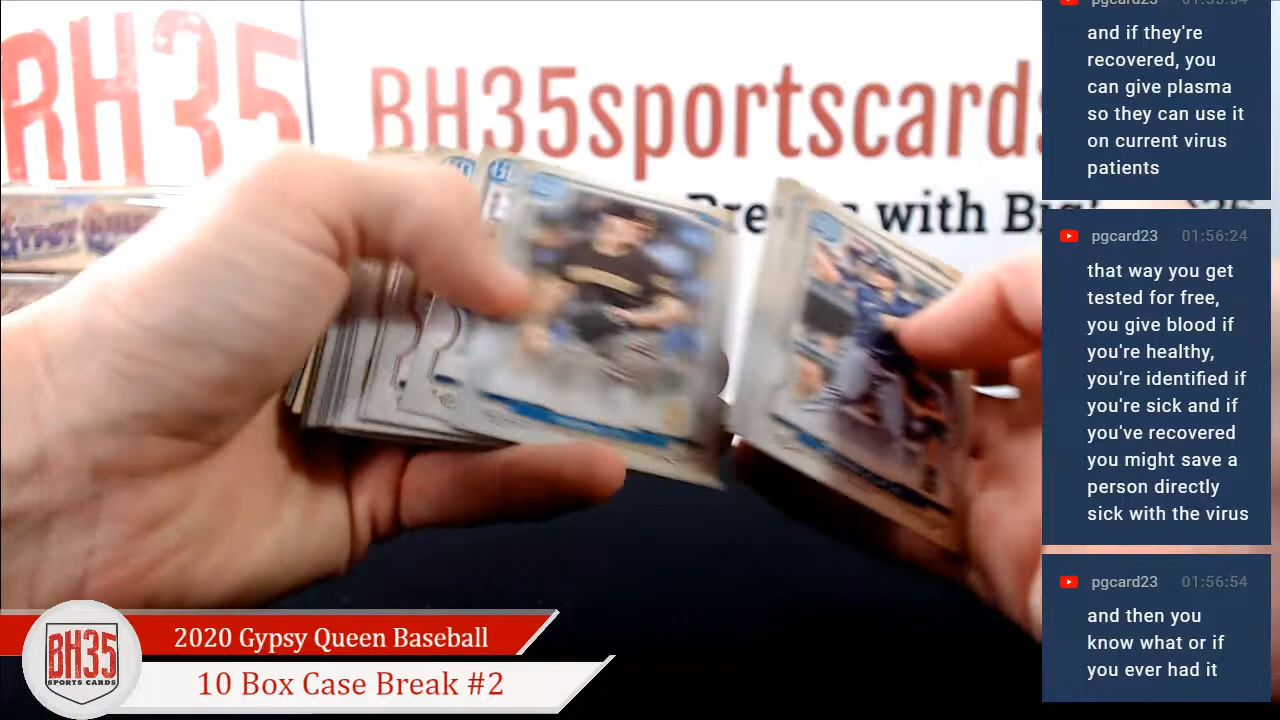 BH35
BH35sportscards
with
GYPSY QUEEN
pgcard23
and if they're
recovered, you
can give plasma
so they can use it
on current virus
patients
pgcard23 01:56:24
that way you get
tested for free,
you give blood if
you're healthy,
you're identified if
you're sick and if
you've recovered
you might save a
person directly
sick with the virus
pgcard23 01:56:54
and then you
know what or if
you ever had it
BH35
SPORTS CARDS
2020 Gypsy Queen Baseball
10 Box Case Break #2